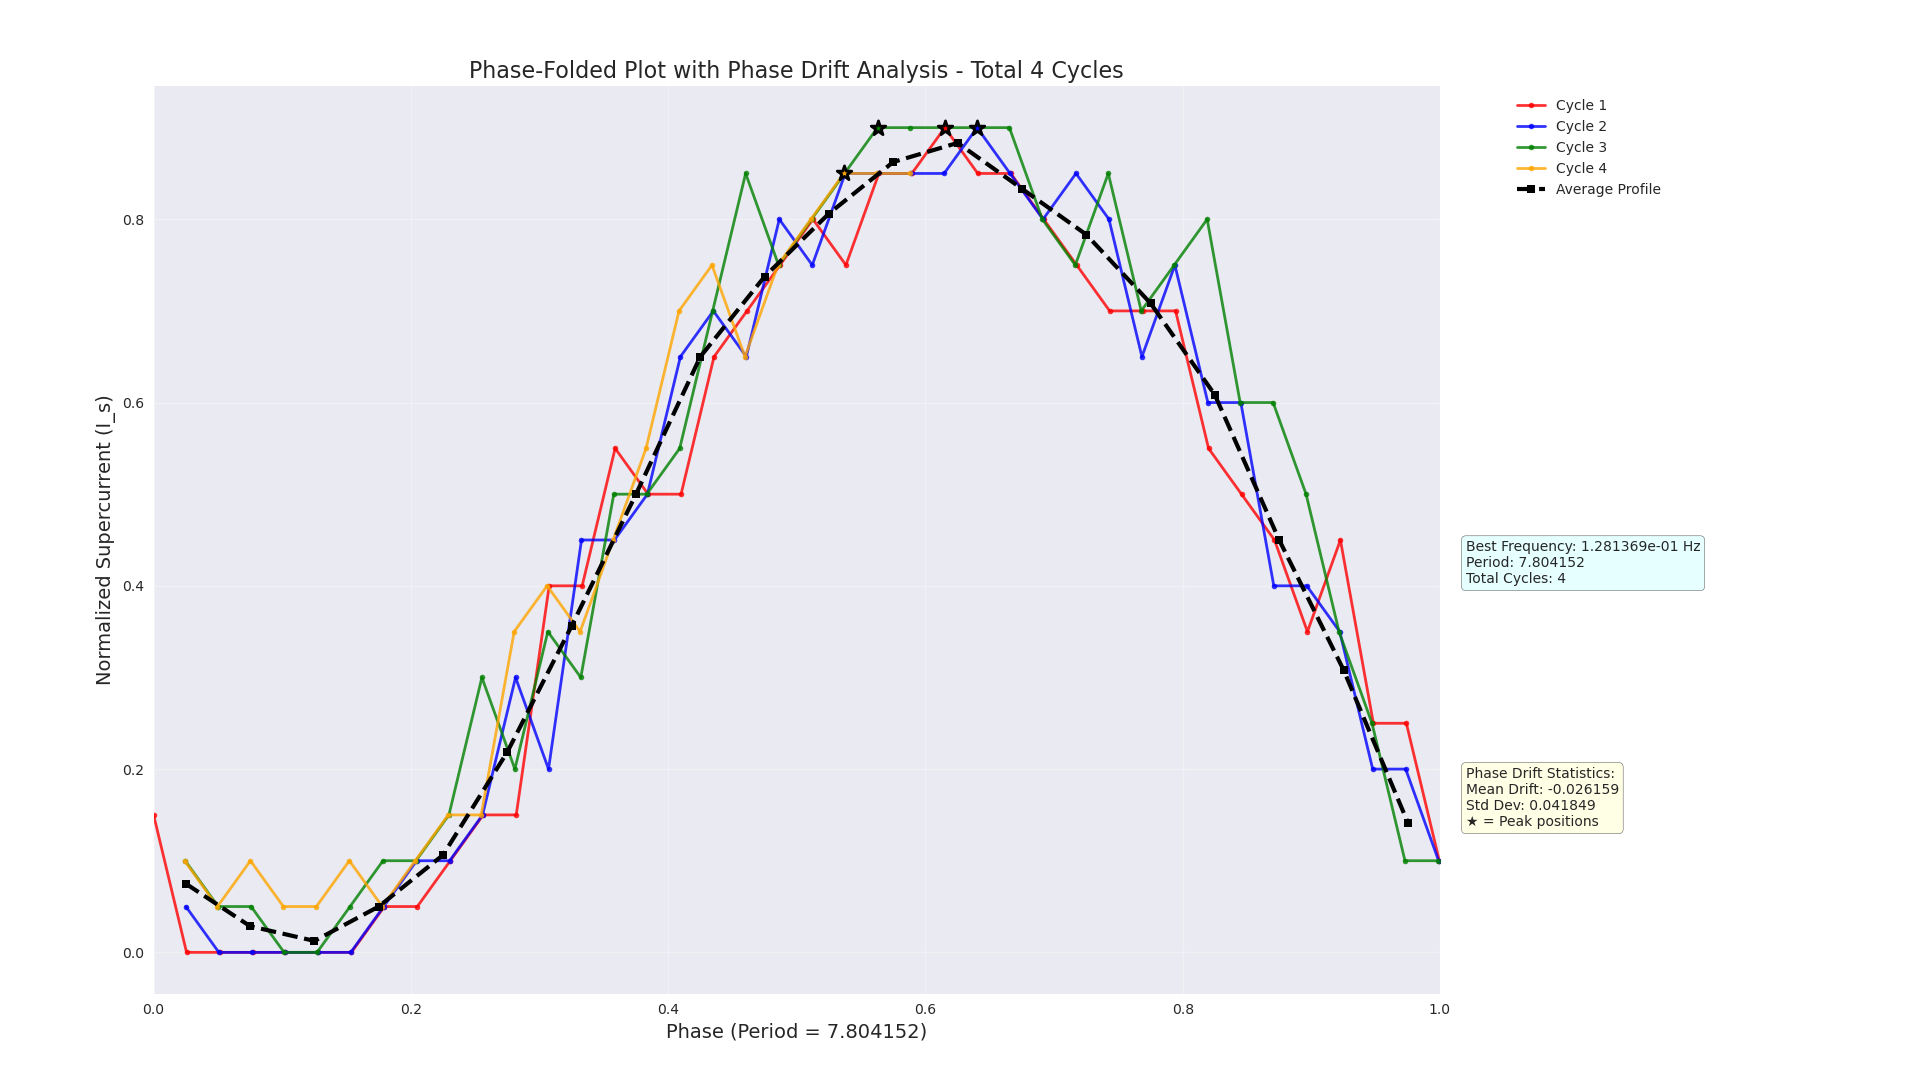 Phase-Folded Plot with Phase Drift Analysis - Total 4 Cycles
Cycle 1
Cycle 2
Cycle 3
Cycle 4
Average Profile
Normalized Supercurrent (I_s)
0.8
0.6
0.4
0.2
0.0
0.0 0.2 0.4 0.6 0.8 1.0
Phase (Period = 7.804152)
Best Frequency: 1.281369e-01 Hz
Period: 7.804152
Total Cycles: 4
Phase Drift Statistics:
Mean Drift: -0.026159
Std Dev: 0.041849
★ = Peak positions